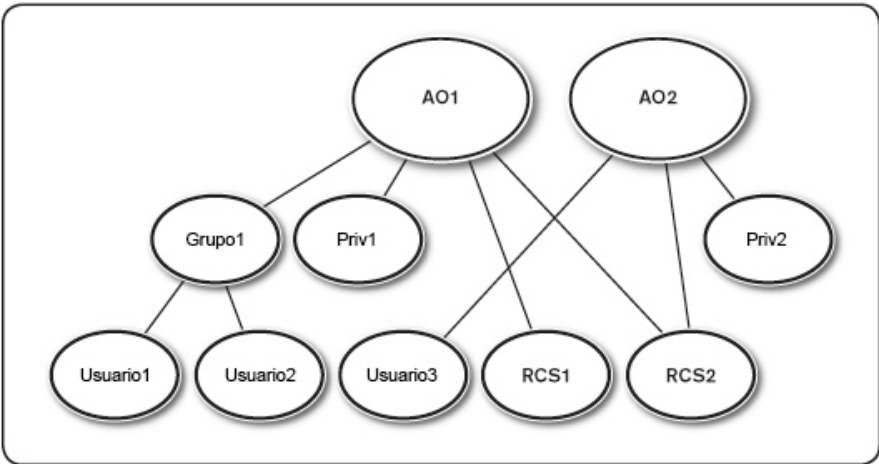 AO1
AO2
Grupo1
Priv1
Priv2
Usuario1
Usuario2
Usuario3
RCS1
RCS2